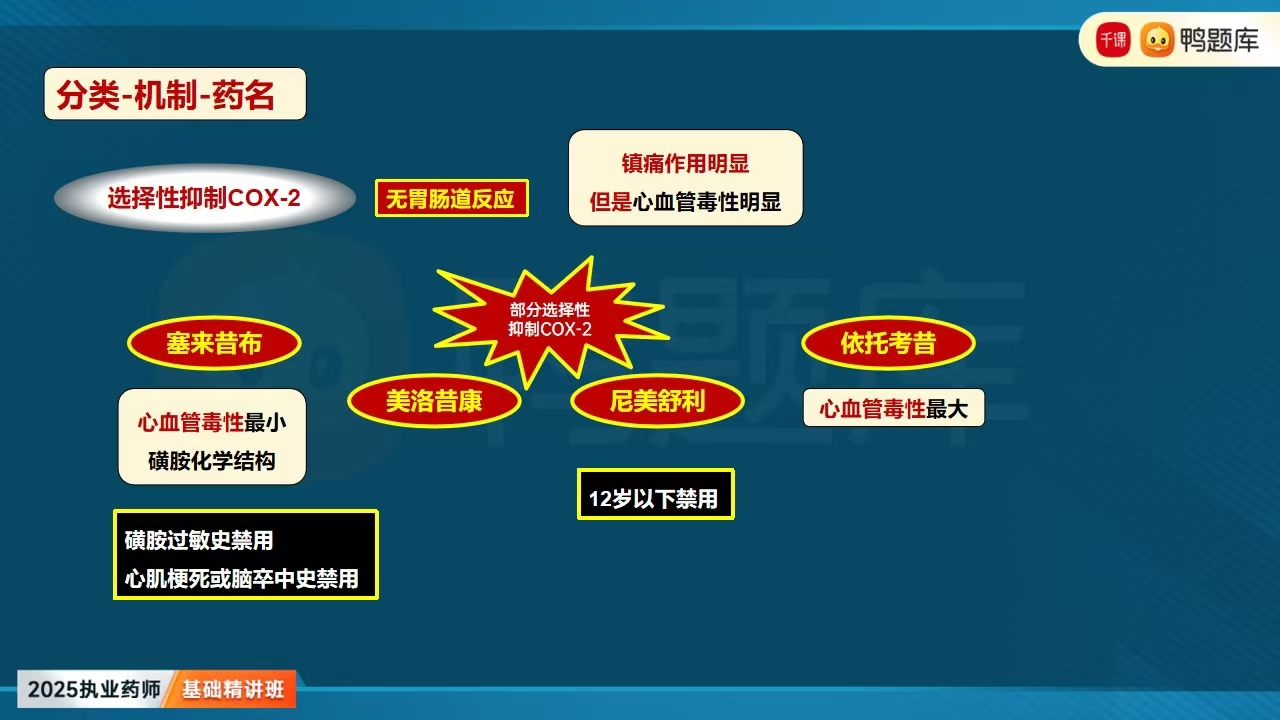 千课 鸭题库
分类-机制-药名
选择性抑制COX-2
无胃肠道反应
镇痛作用明显
但是心血管毒性明显
部分选择性
抑制COX-2
塞来昔布
依托考昔
美洛昔康
尼美舒利
心血管毒性最小
磺胺化学结构
心血管毒性最大
12岁以下禁用
磺胺过敏史禁用
心肌梗死或脑卒中史禁用
鸭题库
2025执业药师 基础精讲班